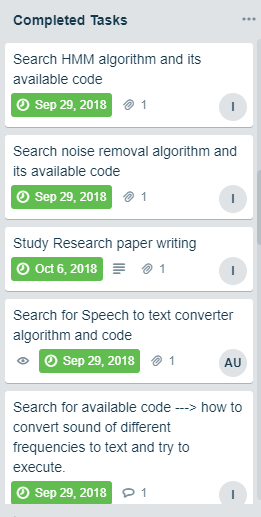 Completed Tasks
Search HMM algorithm and its
available code
Sep 29, 2018 1
I
Search noise removal algorithm and
its available code
Sep 29, 2018 1
I
Study Research paper writing
Oct 6, 2018 1
I
Search for Speech to text converter
algorithm and code
Sep 29, 2018 1
AU
Search for available code ---> how to
convert sound of different
frequencies to text and try to
execute.
Sep 29, 2018 1
I